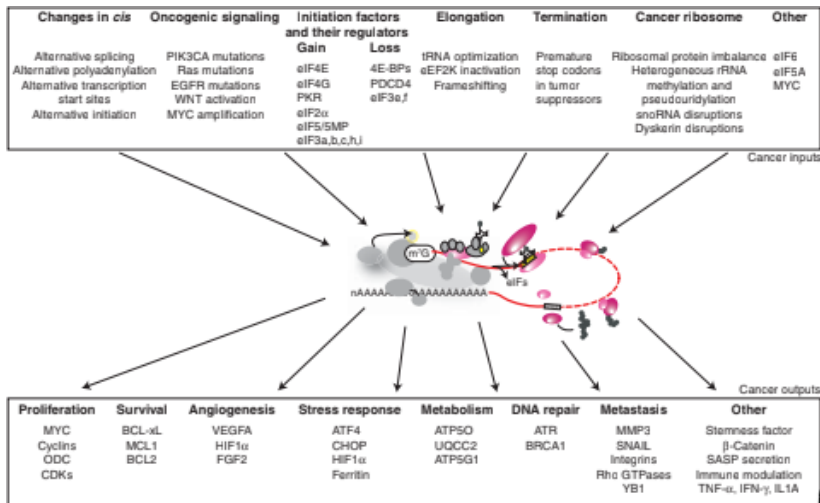 Changes in cis
Alternative splicing
Alternative polyadenylation
Alternative transcription
start sites
Alternative initiation
Oncogenic signaling
PIK3CA mutations
Ras mutations
EGFR mutations
WNT activation
MYC amplification
Initiation factors
and their regulators
Gain
eIF4E
eIF4G
PKR
eIF2α
eIF5/5MP
eIF3a,b,c,h,i
Loss
4E-BPs
PDCD4
eIF3e,f
Elongation
tRNA optimization
eEF2K inactivation
Frameshifting
Termination
Premature
stop codons
in tumor
suppressors
Cancer ribosome
Ribosomal protein imbalance
Heterogeneous rRNA
methylation and
pseudouridylation
snoRNA disruptions
Dyskerin disruptions
Other
eIF6
eIF5A
MYC
Cancer inputs
m⁷G
eIFs
Cancer outputs
Proliferation
MYC
Cyclins
ODC
CDKs
Survival
BCL-xL
MCL1
BCL2
Angiogenesis
VEGFA
HIF1α
FGF2
Stress response
ATF4
CHOP
HIF1α
Ferritin
Metabolism
ATP5O
UQCC2
ATP5G1
DNA repair
ATR
BRCA1
Metastasis
MMP3
SNAIL
Integrins
Rho GTPases
YB1
Other
Stemness factor
β-Catenin
SASP secretion
Immune modulation
TNF-α, IFN-γ, IL1A